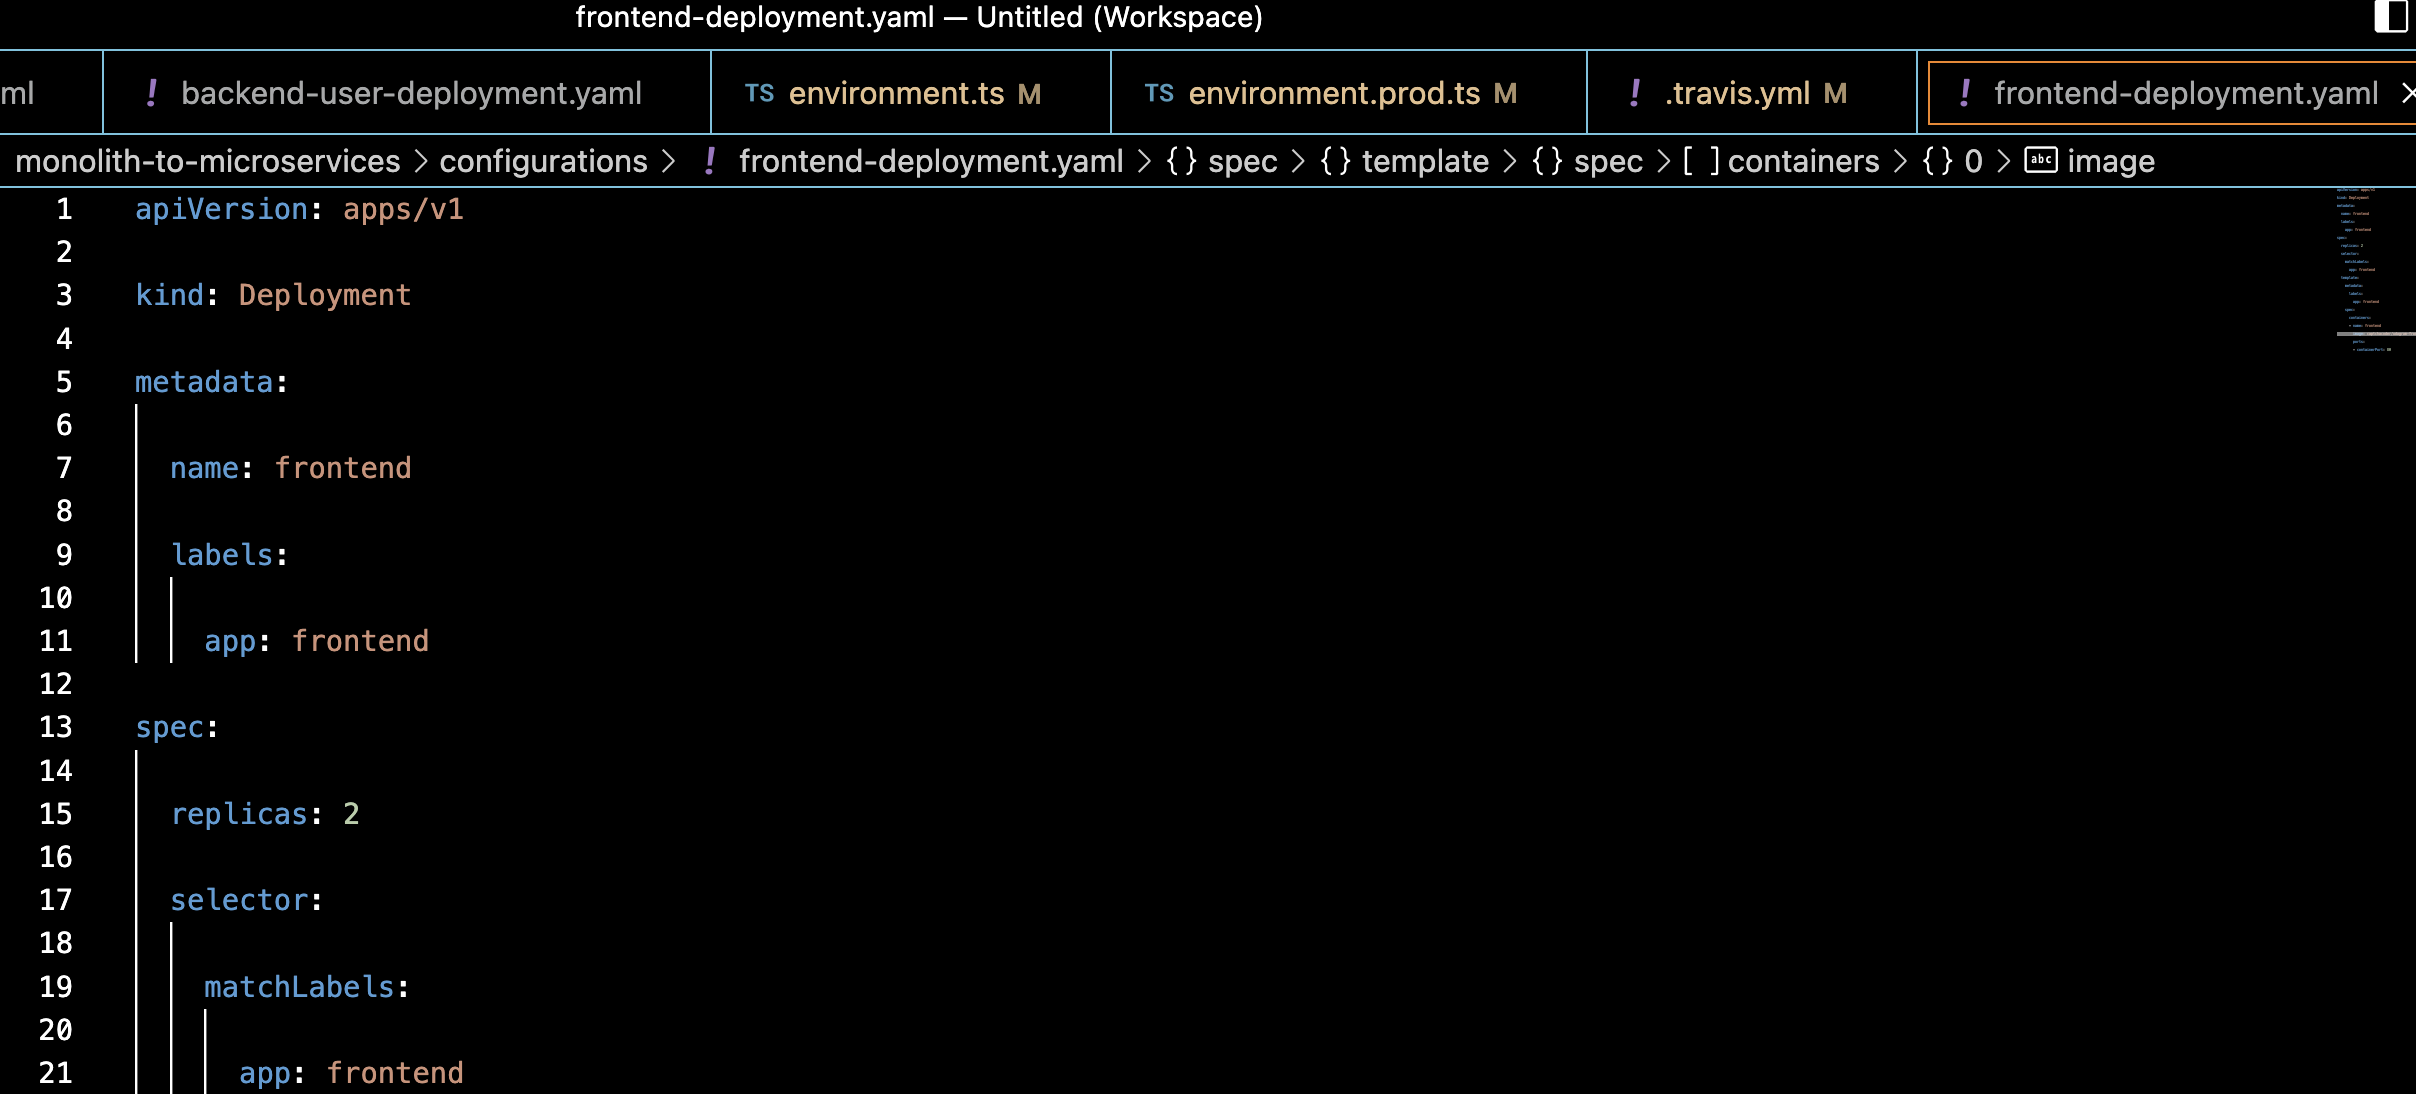 frontend-deployment.yaml — Untitled (Workspace)
ml ! backend-user-deployment.yaml TS environment.ts M TS environment.prod.ts M ! .travis.yml M ! frontend-deployment.yaml ×
monolith-to-microservices > configurations > ! frontend-deployment.yaml > {} spec > {} template > {} spec > [ ] containers > {} 0 > abc image
1 apiVersion: apps/v1
2
3 kind: Deployment
4
5 metadata:
6
7 name: frontend
8
9 labels:
10
11 app: frontend
12
13 spec:
14
15 replicas: 2
16
17 selector:
18
19 matchLabels:
20
21 app: frontend